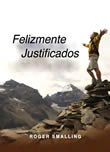 Felizmente
Justificados
ROGER SMALLING